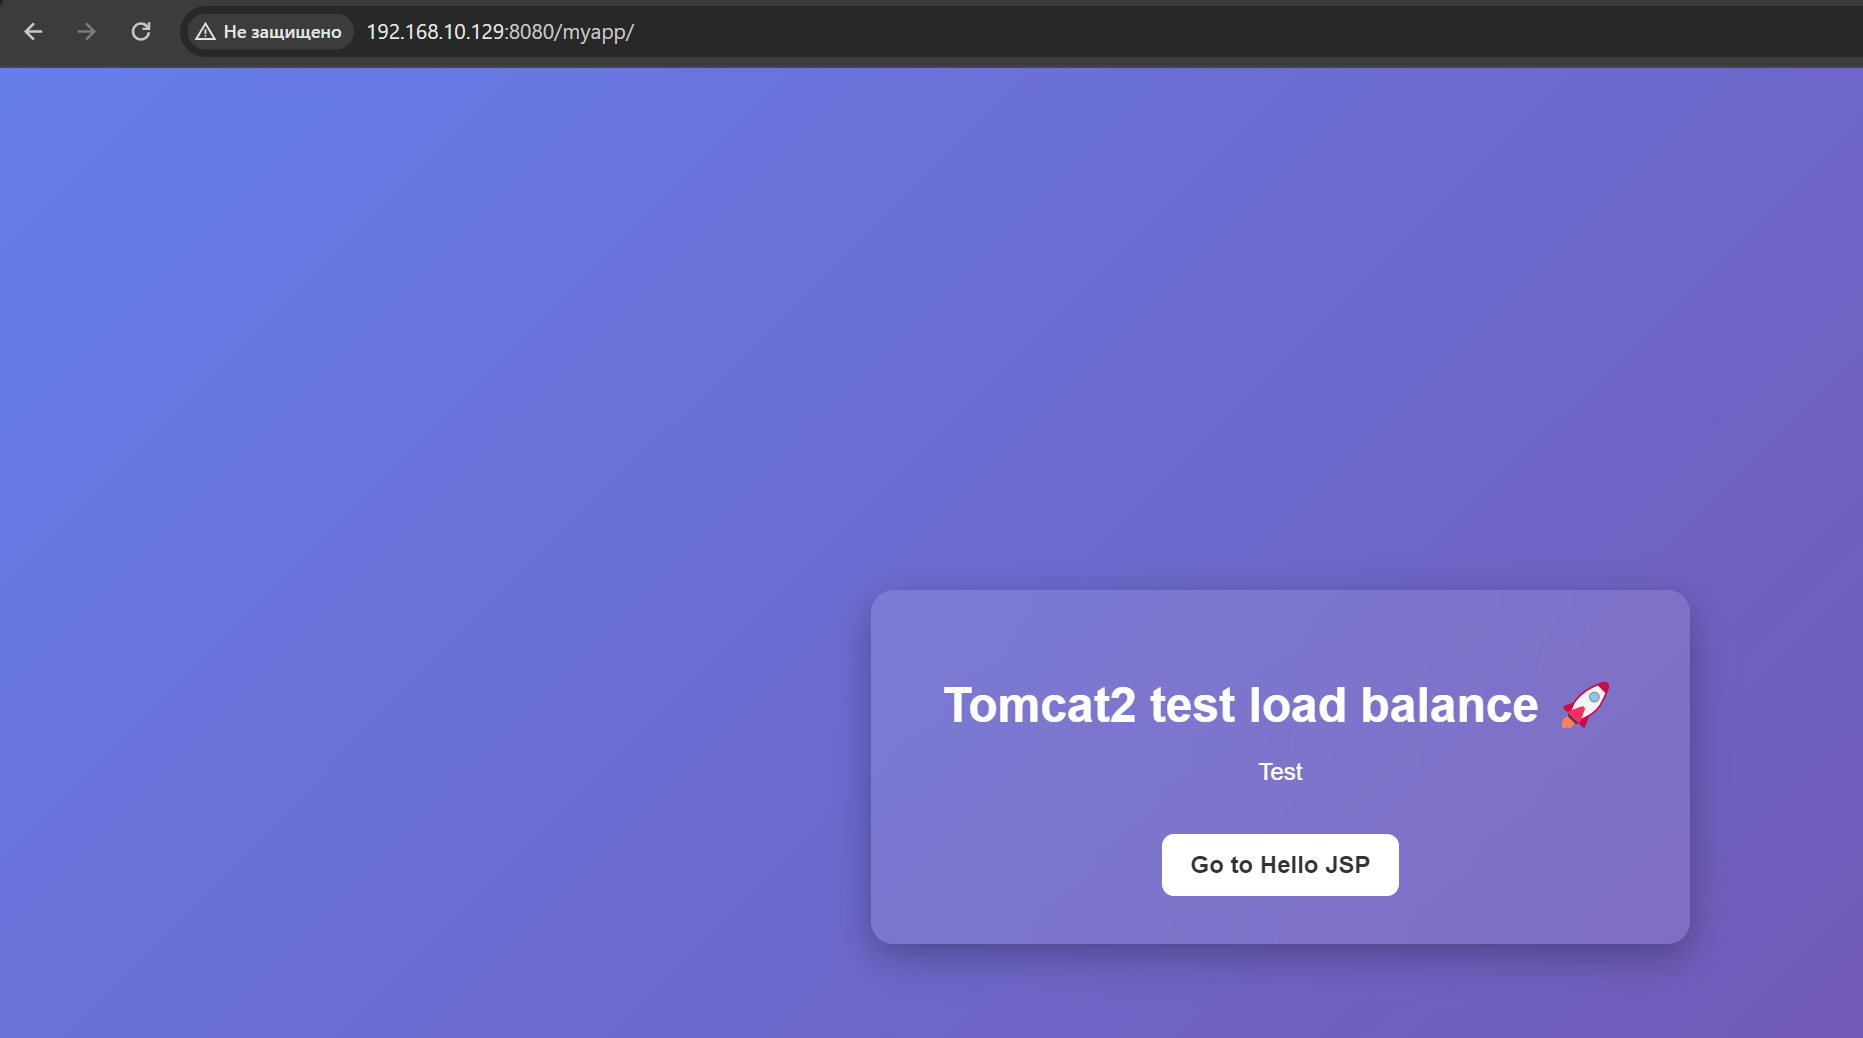 Не защищено 192.168.10.129:8080/myapp/
Tomcat2 test load balance 🚀
Test
Go to Hello JSP